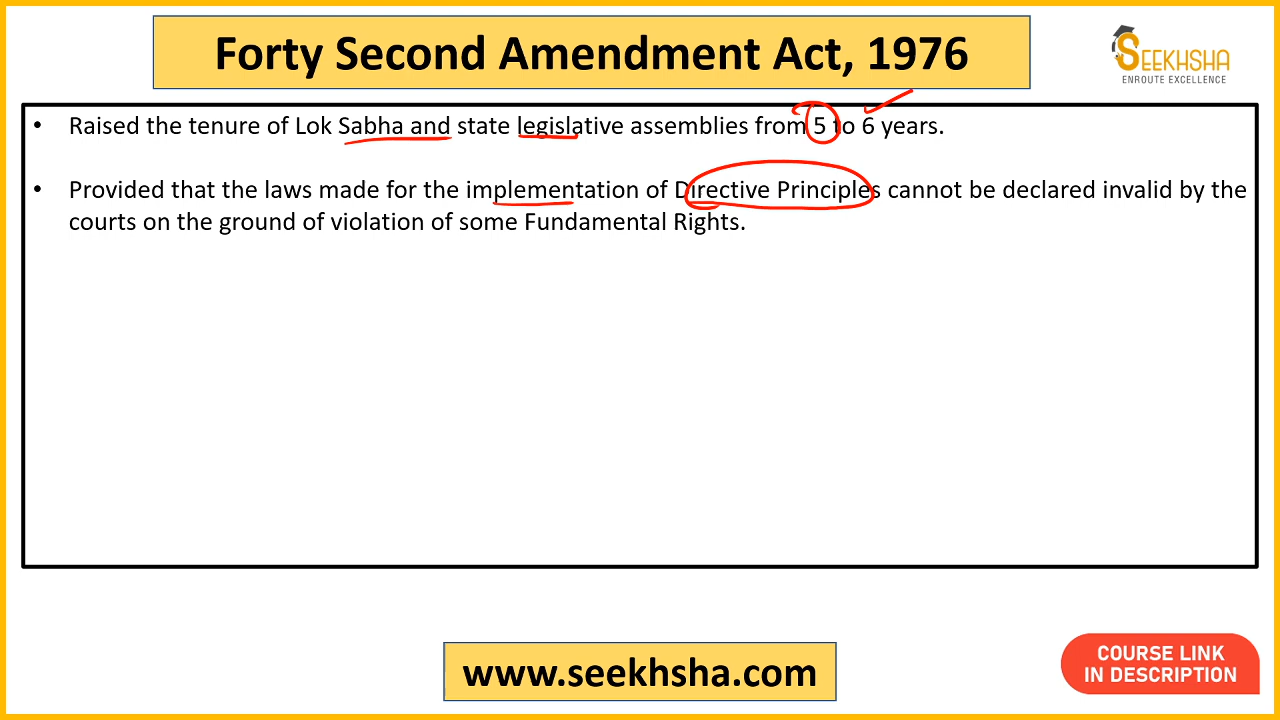 Forty Second Amendment Act, 1976
SEEKHSHA
ENROUTE EXCELLENCE
• Raised the tenure of Lok Sabha and state legislative assemblies from 5 to 6 years.
• Provided that the laws made for the implementation of Directive Principles cannot be declared invalid by the
courts on the ground of violation of some Fundamental Rights.
www.seekhsha.com
COURSE LINK
IN DESCRIPTION